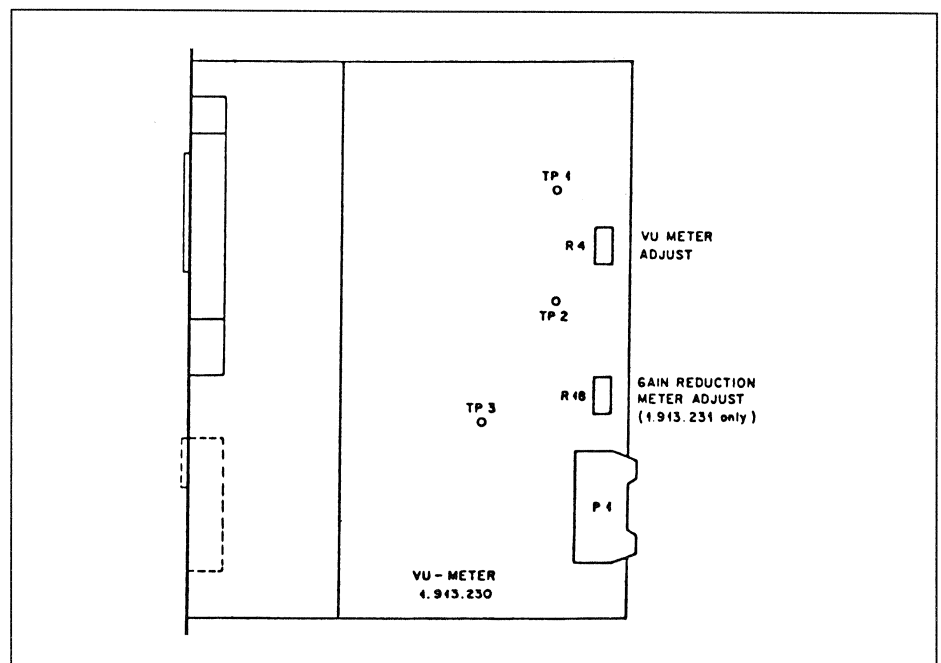 TP 1
R 4
VU METER
ADJUST
TP 2
R 18
GAIN REDUCTION
METER ADJUST
(1.913.231 only)
TP 3
P 1
VU-METER
1.913.230